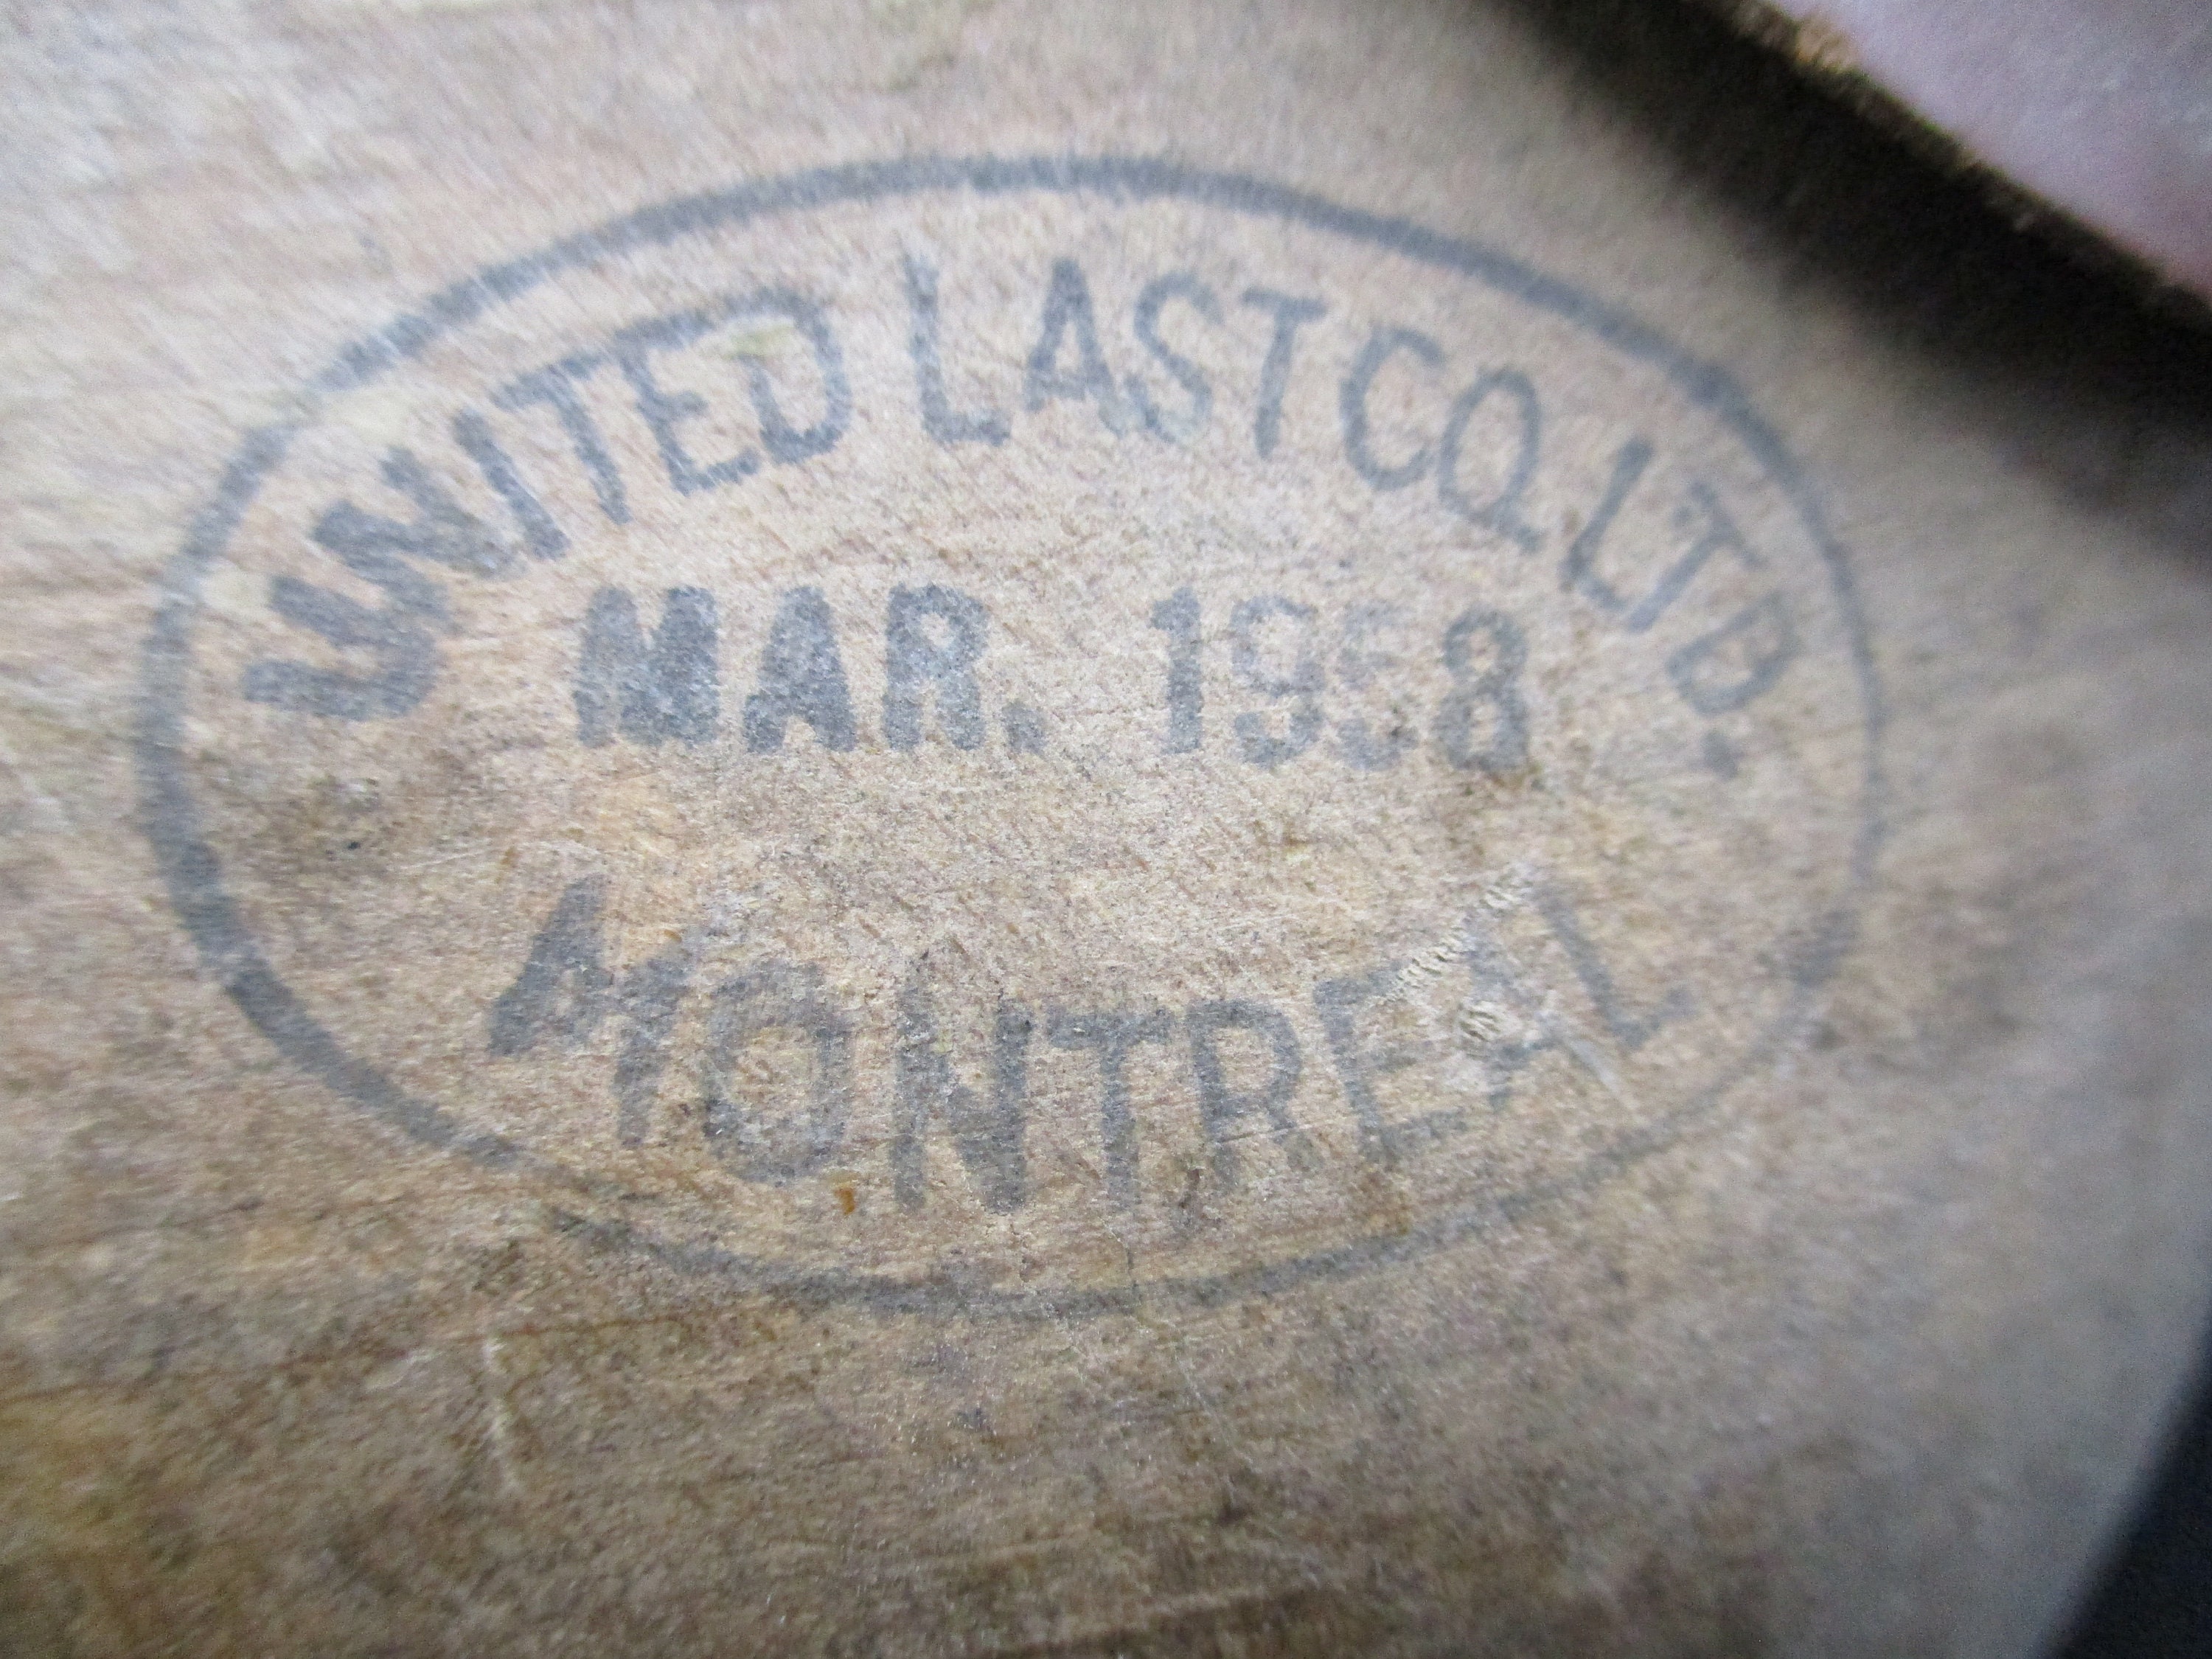 UNITED LAST CO. LTD.
MAR. 1958
MONTREAL